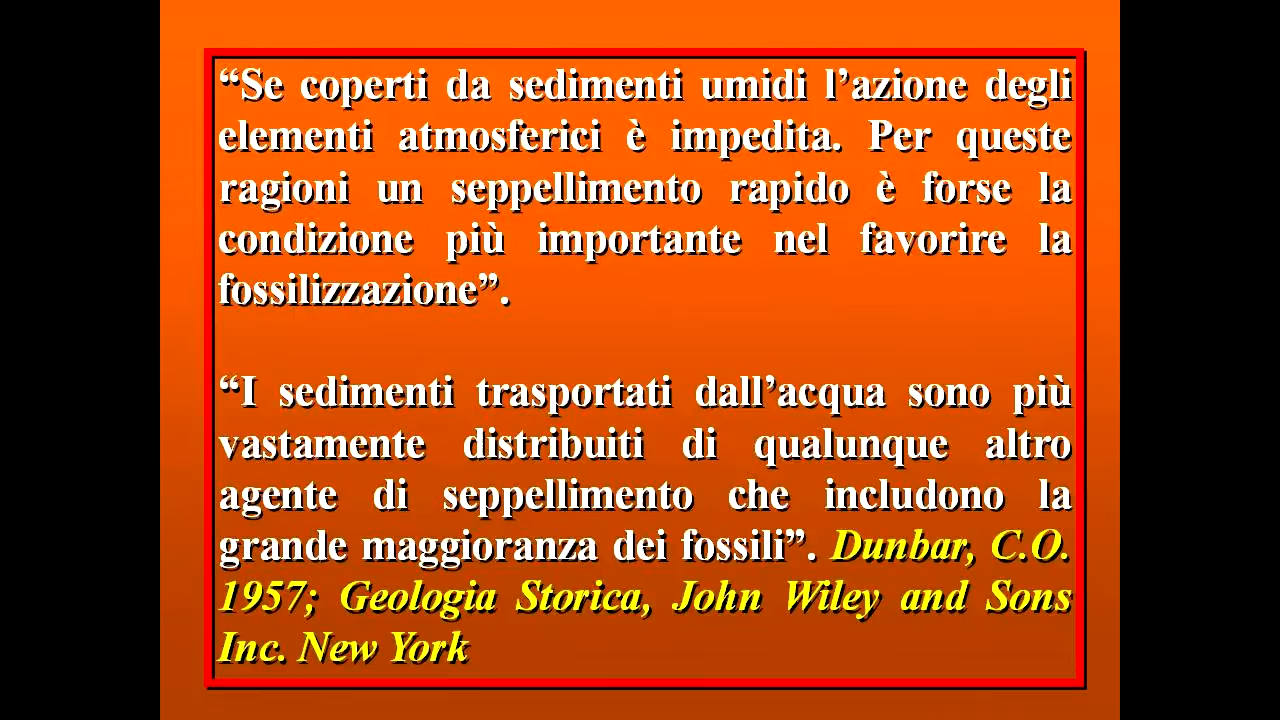 “Se coperti da sedimenti umidi l’azione degli
elementi atmosferici è impedita. Per queste
ragioni un seppellimento rapido è forse la
condizione più importante nel favorire la
fossilizzazione”.
“I sedimenti trasportati dall’acqua sono più
vastamente distribuiti di qualunque altro
agente di seppellimento che includono la
grande maggioranza dei fossili”. Dunbar, C.O.
1957; Geologia Storica, John Wiley and Sons
Inc. New York